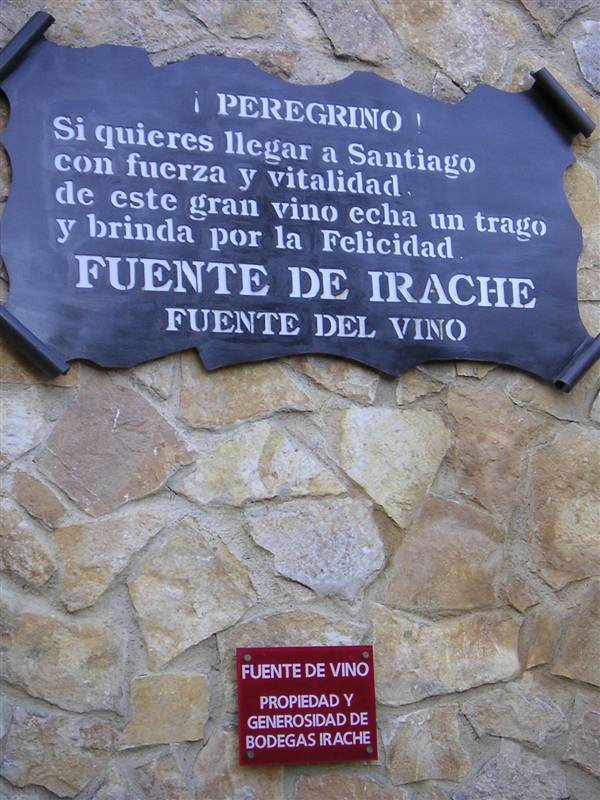 ¡ PEREGRINO !
Si quieres llegar a Santiago
con fuerza y vitalidad.
de este gran vino echa un trago
y brinda por la Felicidad.
FUENTE DE IRACHE
FUENTE DEL VINO
FUENTE DE VINO
PROPIEDAD Y
GENEROSIDAD DE
BODEGAS IRACHE